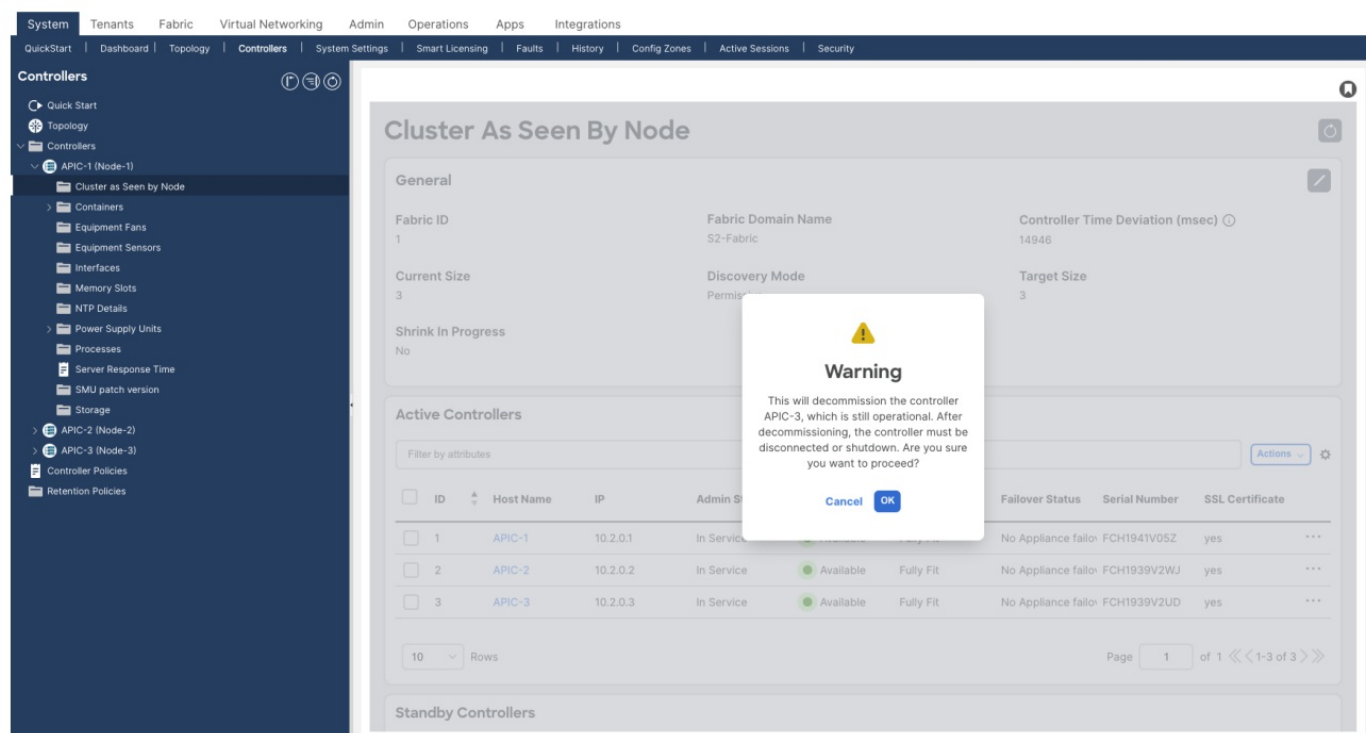 System Tenants Fabric Virtual Networking Admin Operations Apps Integrations
QuickStart | Dashboard | Topology | Controllers | System Settings | Smart Licensing | Faults | History | Config Zones | Active Sessions | Security
Controllers
Quick Start
Topology
Controllers
APIC-1 (Node-1)
Cluster as Seen by Node
Containers
Equipment Fans
Equipment Sensors
Interfaces
Memory Slots
NTP Details
Power Supply Units
Processes
Server Response Time
SMU patch version
Storage
APIC-2 (Node-2)
APIC-3 (Node-3)
Controller Policies
Retention Policies
Cluster As Seen By Node
General
Fabric ID Fabric Domain Name Controller Time Deviation (msec)
1 S2-Fabric 14946
Current Size Discovery Mode Target Size
3 3
Shrink In Progress
No
Warning
This will decommission the controller
APIC-3, which is still operational. After
decommissioning, the controller must be
disconnected or shutdown. Are you sure
you want to proceed?
Cancel OK
Active Controllers
Filter by attributes Actions
ID Host Name IP Failover Status Serial Number SSL Certificate
1 APIC-1 10.2.0.1 In Service No Appliance FCH1941V05Z yes
2 APIC-2 10.2.0.2 In Service Available Fully Fit No Appliance FCH1939V2WJ yes
3 APIC-3 10.2.0.3 In Service Available Fully Fit No Appliance FCH1939V2UD yes
10 Rows Page 1 of 1 1-3 of 3
Standby Controllers